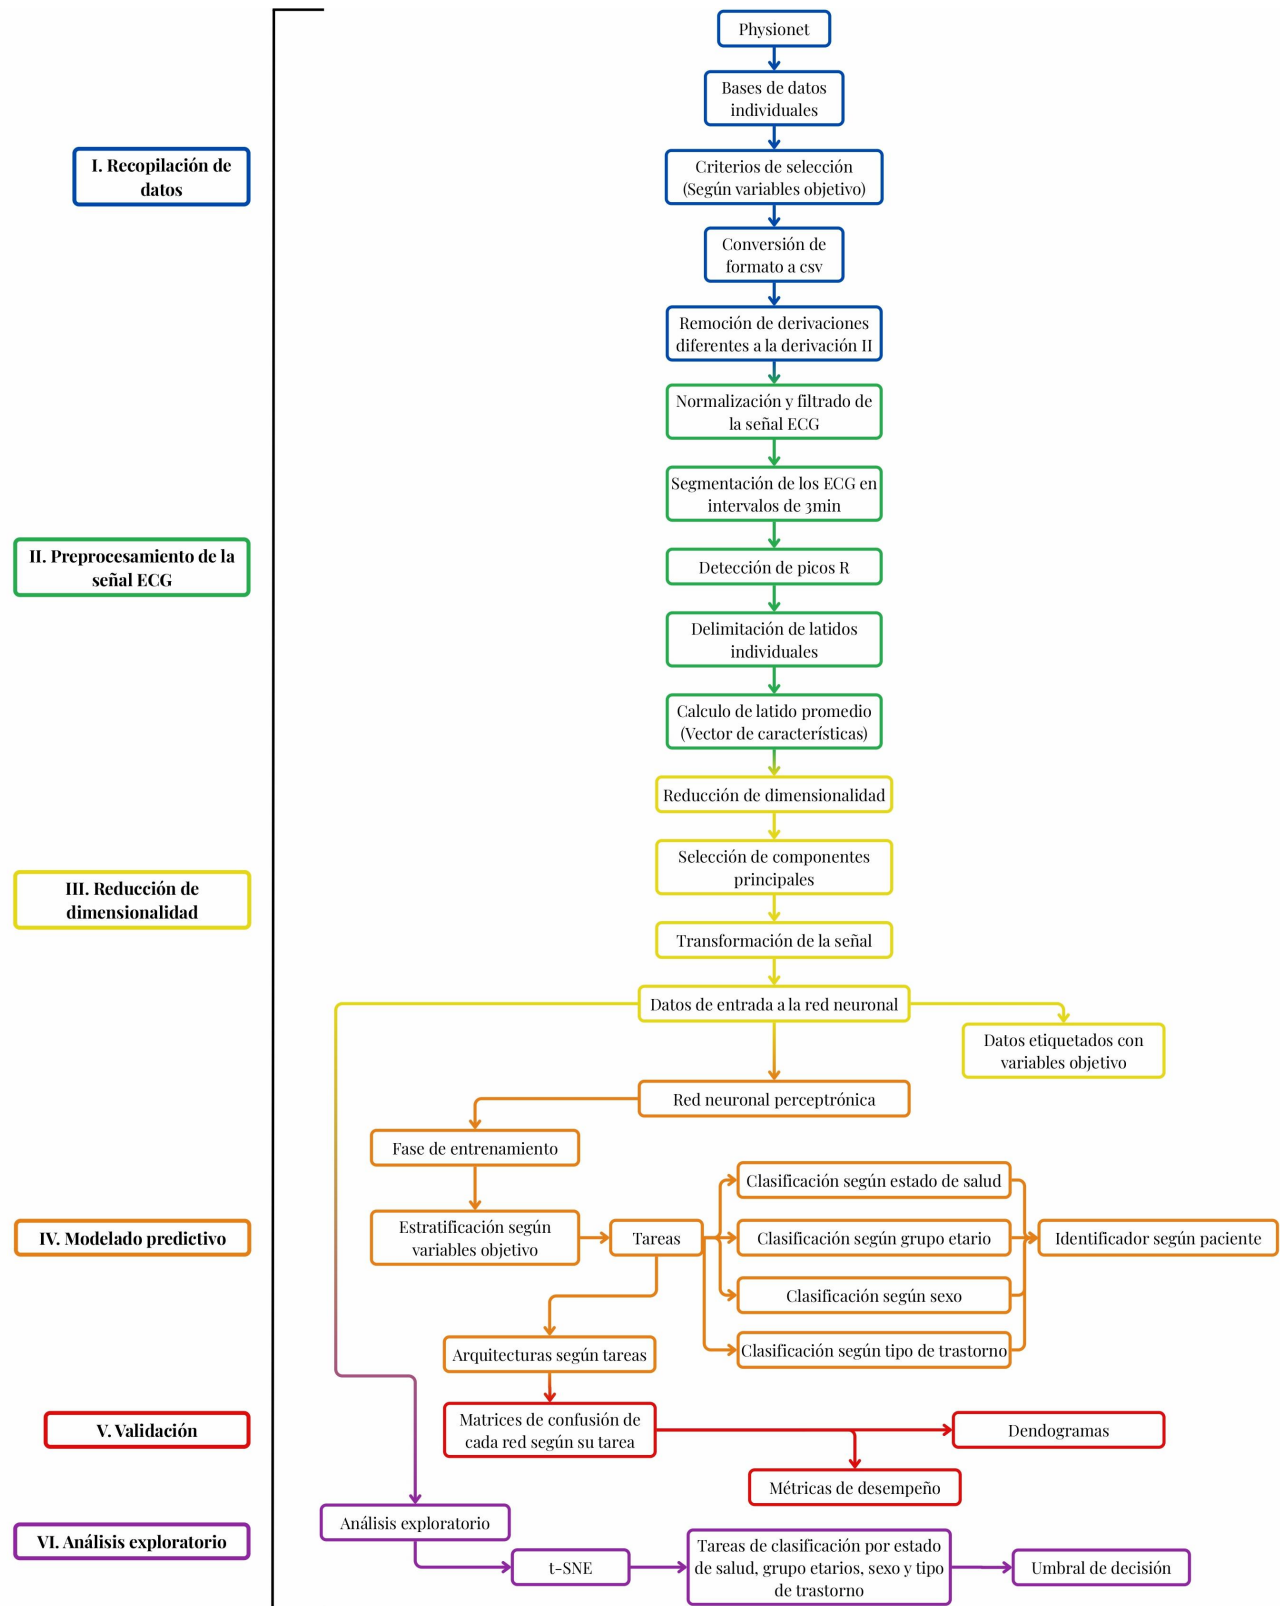 Physionet
Bases de datos
individuales
I. Recopilación de
datos
Criterios de selección
(Según variables objetivo)
Conversión de
formato a csv
Remoción de derivaciones
diferentes a la derivación II
Normalización y filtrado de
la señal ECG
Segmentación de los ECG en
intervalos de 3min
II. Preprocesamiento de la
señal ECG
Detección de picos R
Delimitación de latidos
individuales
Calculo de latido promedio
(Vector de características)
Reducción de dimensionalidad
Selección de componentes
principales
III. Reducción de
dimensionalidad
Transformación de la señal
Datos de entrada a la red neuronal
Datos etiquetados con
variables objetivo
Red neuronal perceptrónica
Fase de entrenamiento
Clasificación según estado de salud
IV. Modelado predictivo
Estratificación según
variables objetivo
Tareas
Clasificación según grupo etario
Identificador según paciente
Clasificación según sexo
Clasificación según tipo de trastorno
Arquitecturas según tareas
V. Validación
Matrices de confusión de
cada red según su tarea
Dendogramas
Métricas de desempeño
Análisis exploratorio
VI. Análisis exploratorio
t-SNE
Tareas de clasificación por estado
de salud, grupo etarios, sexo y tipo
de trastorno
Umbral de decisión